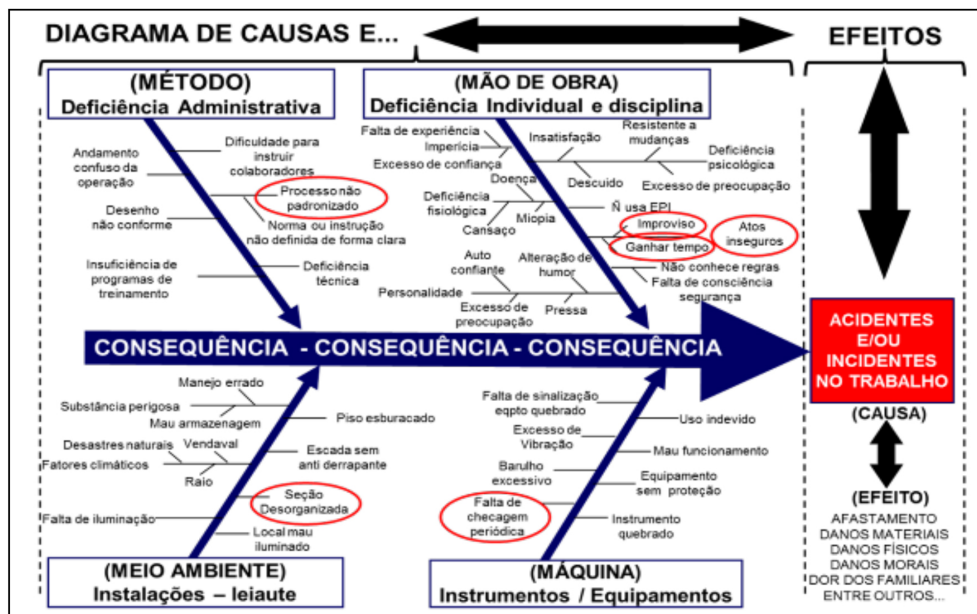 DIAGRAMA DE CAUSAS E...
EFEITOS
(MÉTODO)
Deficiência Administrativa
(MÃO DE OBRA)
Deficiência Individual e disciplina
Andamento
confuso da
operação
Dificuldade para
instruir
colaboradores
Processo não
padronizado
Desenho
não conforme
Norma ou instrução
não definida de forma clara
Insuficiência de
programas de
treinamento
Deficiência
técnica
Falta de experiência
Imperícia
Excesso de confiança
Insatisfação
Descuido
Resistente a
mudanças
Deficiência
psicológica
Excesso de preocupação
Doença
Deficiência
fisiológica
Miopia
Cansaço
Ñ usa EPI
Improviso
Ganhar tempo
Atos
inseguros
Não conhece regras
Falta de consciência
segurança
Auto
confiante
Alteração de
humor
Personalidade
Excesso de
preocupação
Pressa
CONSEQUÊNCIA - CONSEQUÊNCIA - CONSEQUÊNCIA
ACIDENTES
E/OU
INCIDENTES
NO TRABALHO
(CAUSA)
(EFEITO)
AFASTAMENTO
DANOS MATERIAIS
DANOS FÍSICOS
DANOS MORAIS
DOR DOS FAMILIARES
ENTRE OUTROS...
Manejo errado
Substância perigosa
Mau armazenagem
Piso esburacado
Desastres naturais
Vendaval
Fatores climáticos
Raio
Escada sem
anti derrapante
Seção
Desorganizada
Falta de iluminação
Local mau
iluminado
(MEIO AMBIENTE)
Instalações – leiaute
Falta de sinalização
eqpto quebrado
Uso indevido
Excesso de
Vibração
Mau funcionamento
Barulho
excessivo
Equipamento
sem proteção
Falta de
checagem
periódica
Instrumento
quebrado
(MÁQUINA)
Instrumentos / Equipamentos